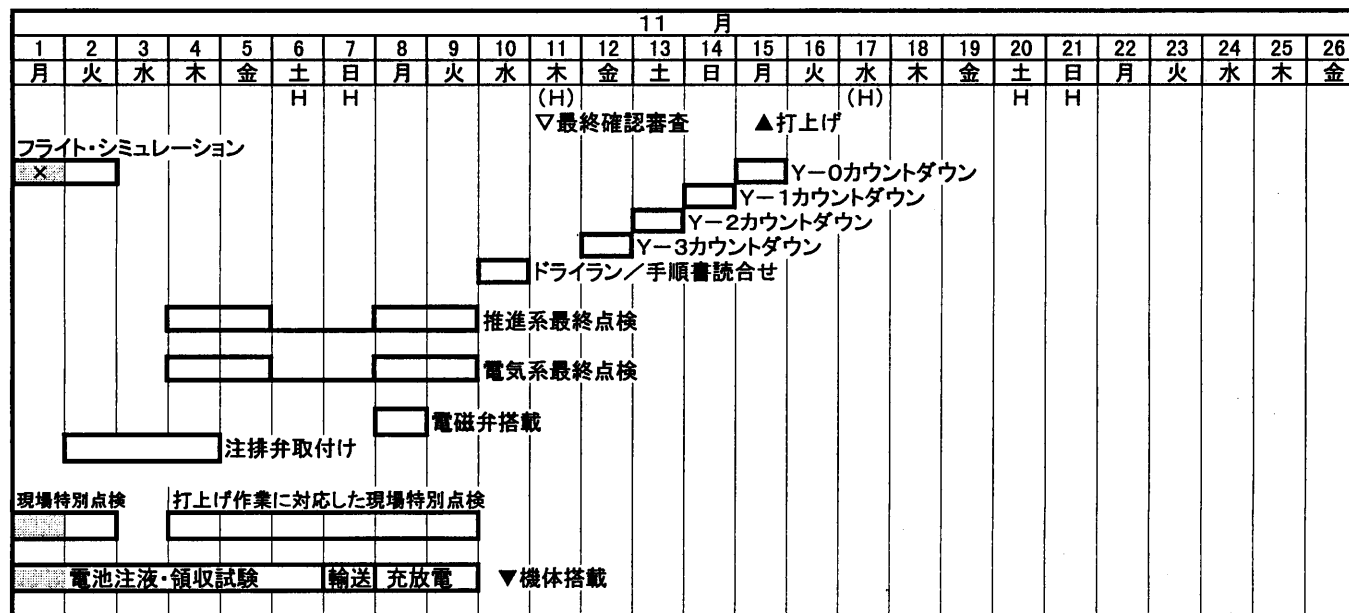 11 月
1 2 3 4 5 6 7 8 9 10 11 12 13 14 15 16 17 18 19 20 21 22 23 24 25 26
月 火 水 木 金 土 日 月 火 水 木 金 土 日 月 火 水 木 金 土 日 月 火 水 木 金
H H (H) (H) H H
▽最終確認審査 ▲打上げ
フライト・シミュレーション
× Y－0カウントダウン
Y－1カウントダウン
Y－2カウントダウン
Y－3カウントダウン
ドライラン／手順書読合せ
推進系最終点検
電気系最終点検
電磁弁搭載
注排弁取付け
現場特別点検 打上げ作業に対応した現場特別点検
電池注液・領収試験 輸送 充放電 ▼機体搭載